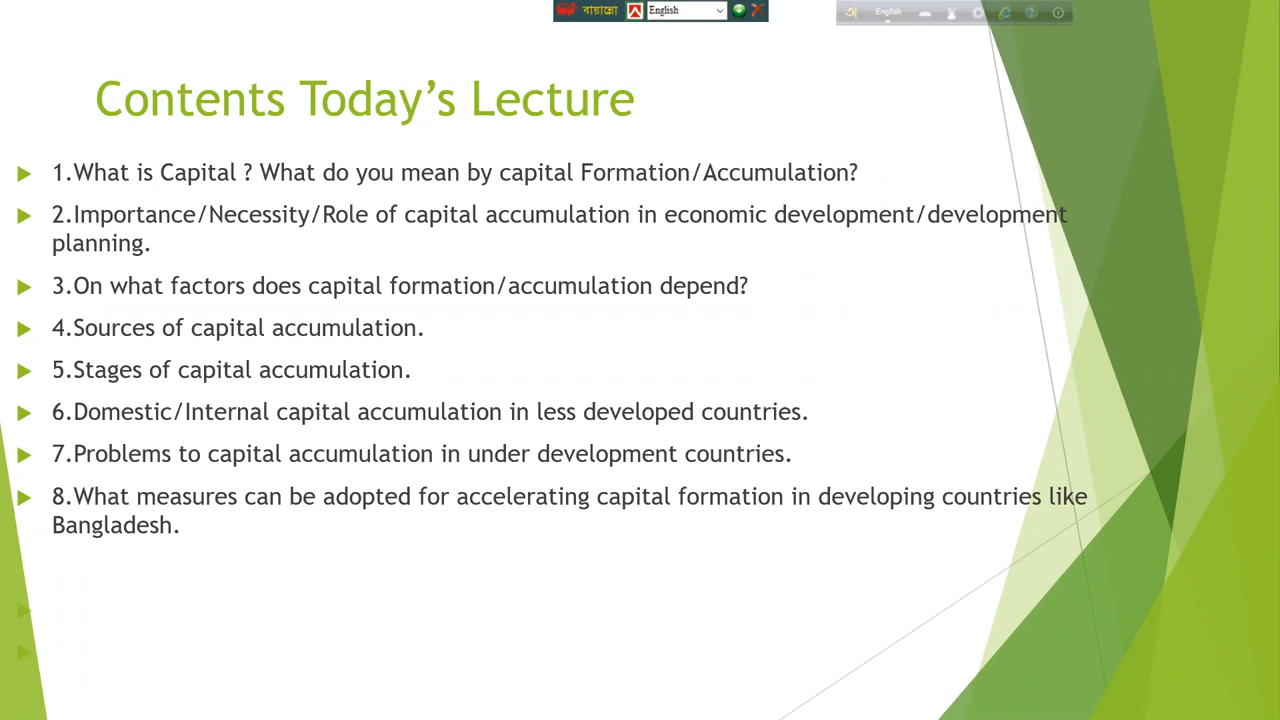 বায়ান্নো English
অ English
Contents Today’s Lecture
1.What is Capital ? What do you mean by capital Formation/Accumulation?
2.Importance/Necessity/Role of capital accumulation in economic development/development
planning.
3.On what factors does capital formation/accumulation depend?
4.Sources of capital accumulation.
5.Stages of capital accumulation.
6.Domestic/Internal capital accumulation in less developed countries.
7.Problems to capital accumulation in under development countries.
8.What measures can be adopted for accelerating capital formation in developing countries like
Bangladesh.